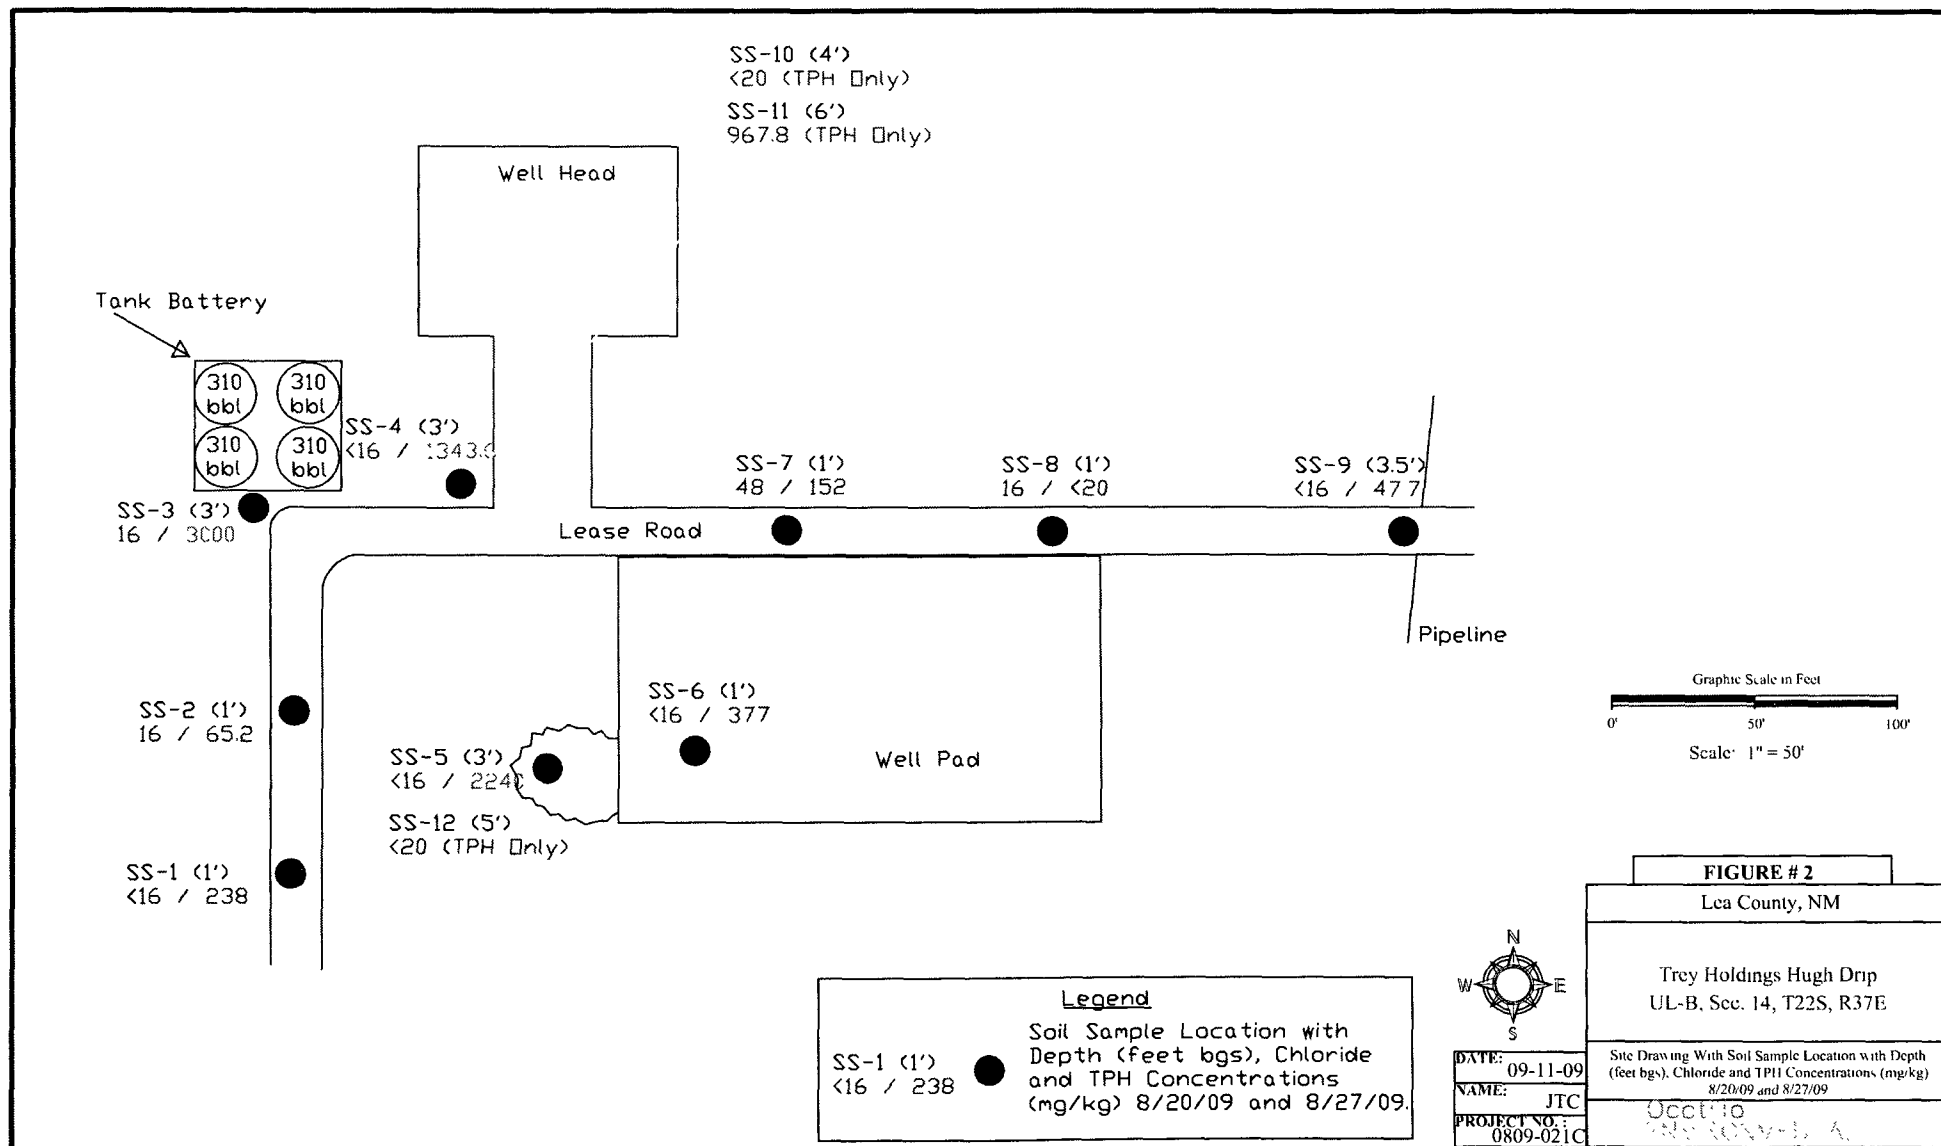 SS-10 (4')
<20 (TPH Only)
SS-11 (6')
967.8 (TPH Only)
Well Head
Tank Battery
310 bbl
310 bbl
310 bbl
310 bbl
SS-4 (3')
<16 /
SS-3 (3')
16 / 3000
SS-7 (1')
48 / 152
SS-8 (1')
16 / <20
SS-9 (3.5')
<16 / 47.7
Lease Road
Pipeline
SS-2 (1')
16 / 65.2
SS-6 (1')
<16 / 377
SS-5 (3')
<16 / 2240
Well Pad
SS-12 (5')
<20 (TPH Only)
SS-1 (1')
<16 / 238
Graphic Scale in Feet
0' 50' 100'
Scale: 1" = 50'
Legend
SS-1 (1')
<16 / 238
Soil Sample Location with
Depth (feet bgs), Chloride
and TPH Concentrations
(mg/kg) 8/20/09 and 8/27/09.
N
W E
S
FIGURE # 2
Lea County, NM
Trey Holdings Hugh Drip
UL-B, Sec. 14, T22S, R37E
Site Drawing With Soil Sample Location with Depth
(feet bgs), Chloride and TPH Concentrations (mg/kg)
8/20/09 and 8/27/09
DATE: 09-11-09
NAME: JTC
PROJECT NO.: 0809-021C